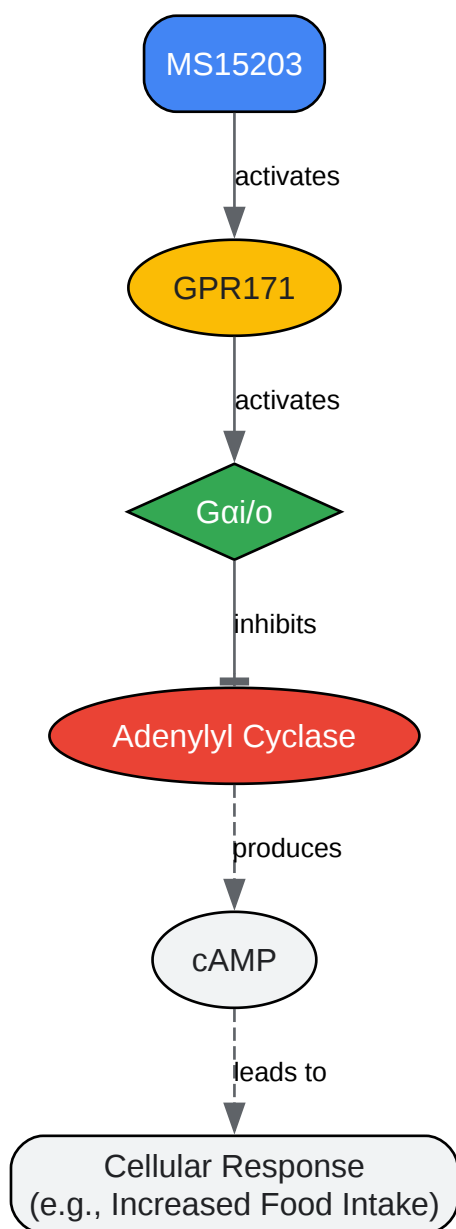 MS15203
activates
GPR171
activates
Gαi/o
inhibits
Adenylyl Cyclase
produces
cAMP
leads to
Cellular Response
(e.g., Increased Food Intake)